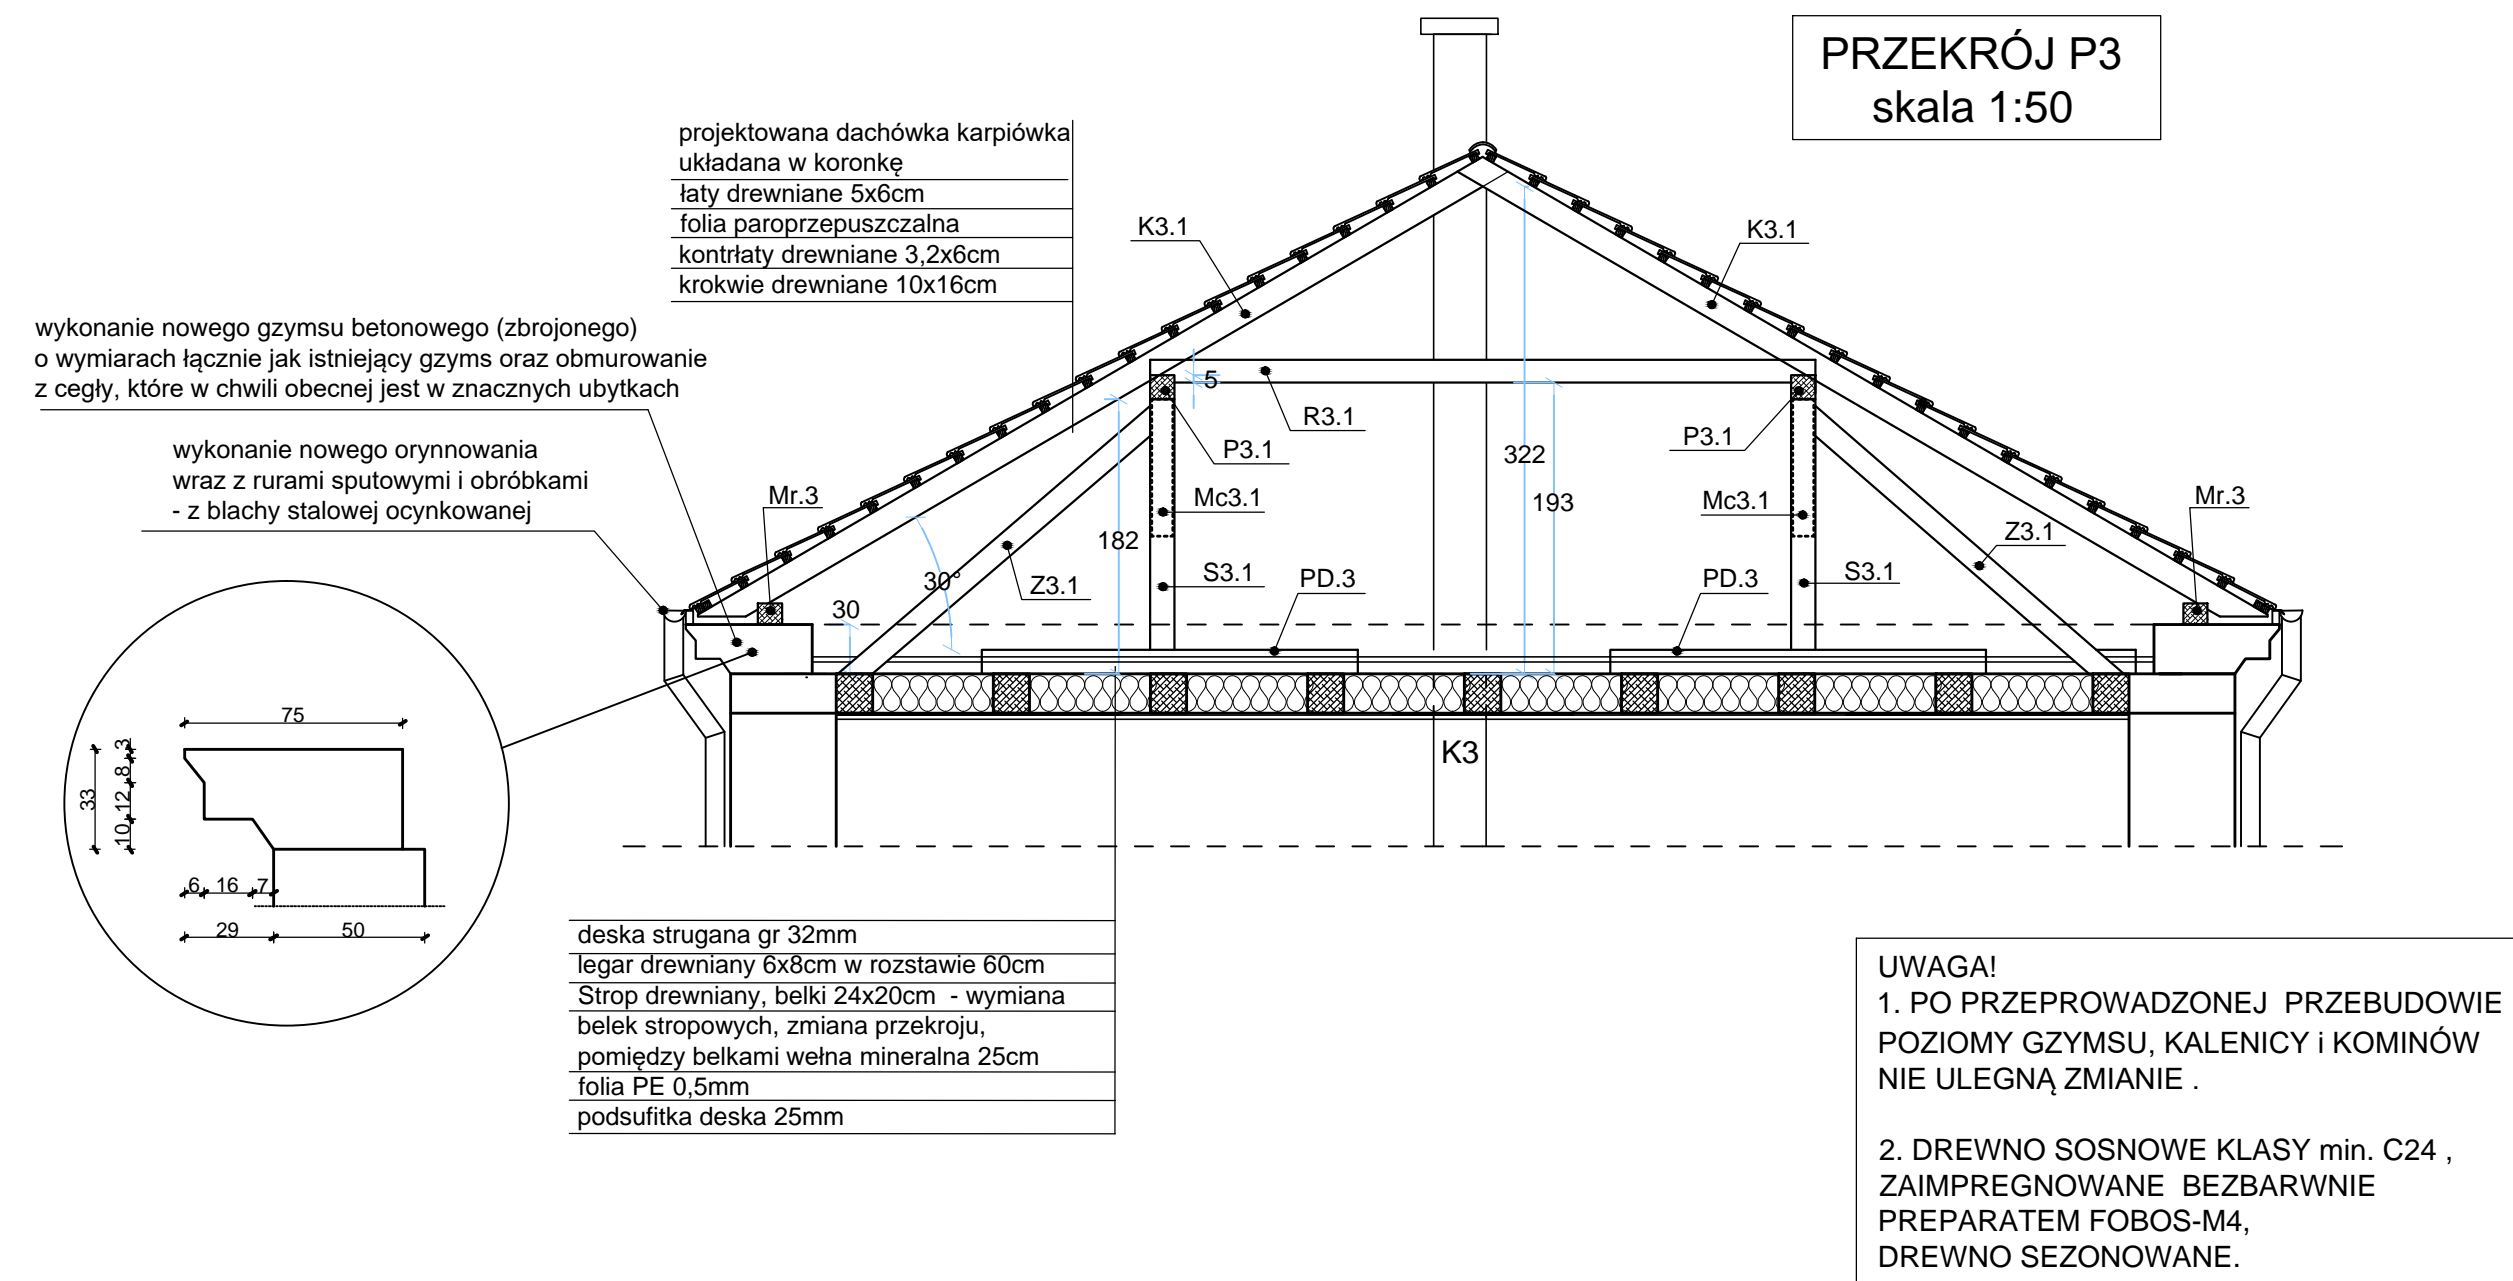 PRZEKRÓJ P3
skala 1:50
projektowana dachówka karpiówka
układana w koronkę
łaty drewniane 5x6cm
folia paroprzepuszczalna
kontrłaty drewniane 3,2x6cm
krokwie drewniane 10x16cm
wykonanie nowego gzymsu betonowego (zbrojonego)
o wymiarach łącznie jak istniejący gzyms oraz obmurowanie
z cegły, które w chwili obecnej jest w znacznych ubytkach
wykonanie nowego orynnowania
wraz z rurami sputowymi i obróbkami
- z blachy stalowej ocynkowanej
K3.1
K3.1
5
R3.1
P3.1
P3.1
322
193
182
Mr.3
Mc3.1
Mc3.1
Mr.3
Z3.1
30°
Z3.1
S3.1
PD.3
PD.3
S3.1
30
K3
75
3
8
12
10
33
6
16
7
29
50
deska strugana gr 32mm
legar drewniany 6x8cm w rozstawie 60cm
Strop drewniany, belki 24x20cm - wymiana
belek stropowych, zmiana przekroju,
pomiędzy belkami wełna mineralna 25cm
folia PE 0,5mm
podsufitka deska 25mm
UWAGA!
1. PO PRZEPROWADZONEJ PRZEBUDOWIE
POZIOMY GZYMSU, KALENICY i KOMINÓW
NIE ULEGNĄ ZMIANIE .
2. DREWNO SOSNOWE KLASY min. C24 ,
ZAIMPREGNOWANE BEZBARWNIE
PREPARATEM FOBOS-M4,
DREWNO SEZONOWANE.